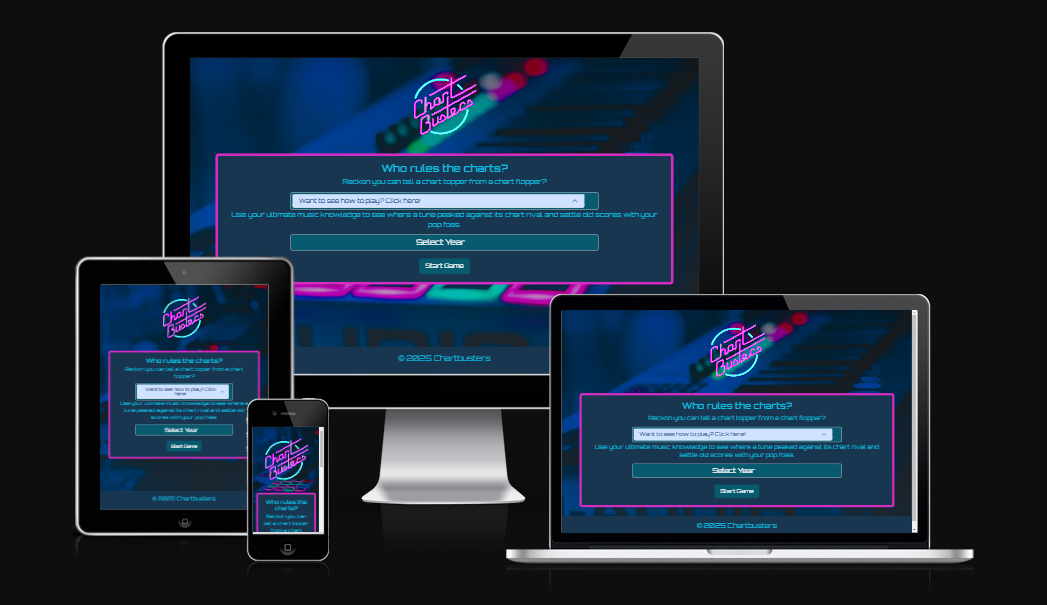 Chart
Busters
Who rules the charts?
Reckon you can tell a chart topper from a chart flopper?
Want to see how to play? Click here!
Use your ultimate music knowledge to see where a tune peaked against its chart rival and settle old scores with your
pop foes.
Select Year
Start Game
© 2025 Chartbusters
Chart
Busters
Who rules the charts?
Reckon you can tell a chart topper from a chart
flopper?
Want to see how to play? Click
here!
Use your ultimate music knowledge to see where a
tune peaked against its chart rival and settle old
scores with your pop foes.
Select Year
Start Game
© 2025 Chartbusters
Chart
Busters
Who rules the
charts?
Reckon you can
tell a chart
topper from a
chart
Chart
Busters
Who rules the charts?
Reckon you can tell a chart topper from a chart flopper?
Want to see how to play? Click here!
Use your ultimate music knowledge to see where a tune peaked against its chart rival and
settle old scores with your pop foes.
Select Year
Start Game
© 2025 Chartbusters